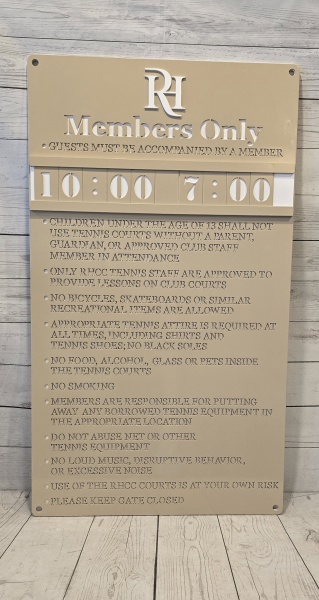 RH
Members Only
• GUESTS MUST BE ACCOMPANIED BY A MEMBER
10:00 7:00
• CHILDREN UNDER THE AGE OF 13 SHALL NOT
USE TENNIS COURTS WITHOUT A PARENT,
GUARDIAN, OR APPROVED CLUB STAFF
MEMBER IN ATTENDANCE
• ONLY RHCC TENNIS STAFF ARE APPROVED TO
PROVIDE LESSONS ON CLUB COURTS
• NO BICYCLES, SKATEBOARDS OR SIMILAR
RECREATIONAL ITEMS ARE ALLOWED
• APPROPRIATE TENNIS ATTIRE IS REQUIRED AT
ALL TIMES, INCLUDING SHIRTS AND
TENNIS SHOES; NO BLACK SOLES
• NO FOOD, ALCOHOL, GLASS OR PETS INSIDE
THE TENNIS COURTS
• NO SMOKING
• MEMBERS ARE RESPONSIBLE FOR PUTTING
AWAY ANY BORROWED TENNIS EQUIPMENT IN
THE APPROPRIATE LOCATION
• DO NOT ABUSE NET OR OTHER
TENNIS EQUIPMENT
• NO LOUD MUSIC, DISRUPTIVE BEHAVIOR,
OR EXCESSIVE NOISE
• USE OF THE RHCC COURTS IS AT YOUR OWN RISK
• PLEASE KEEP GATE CLOSED